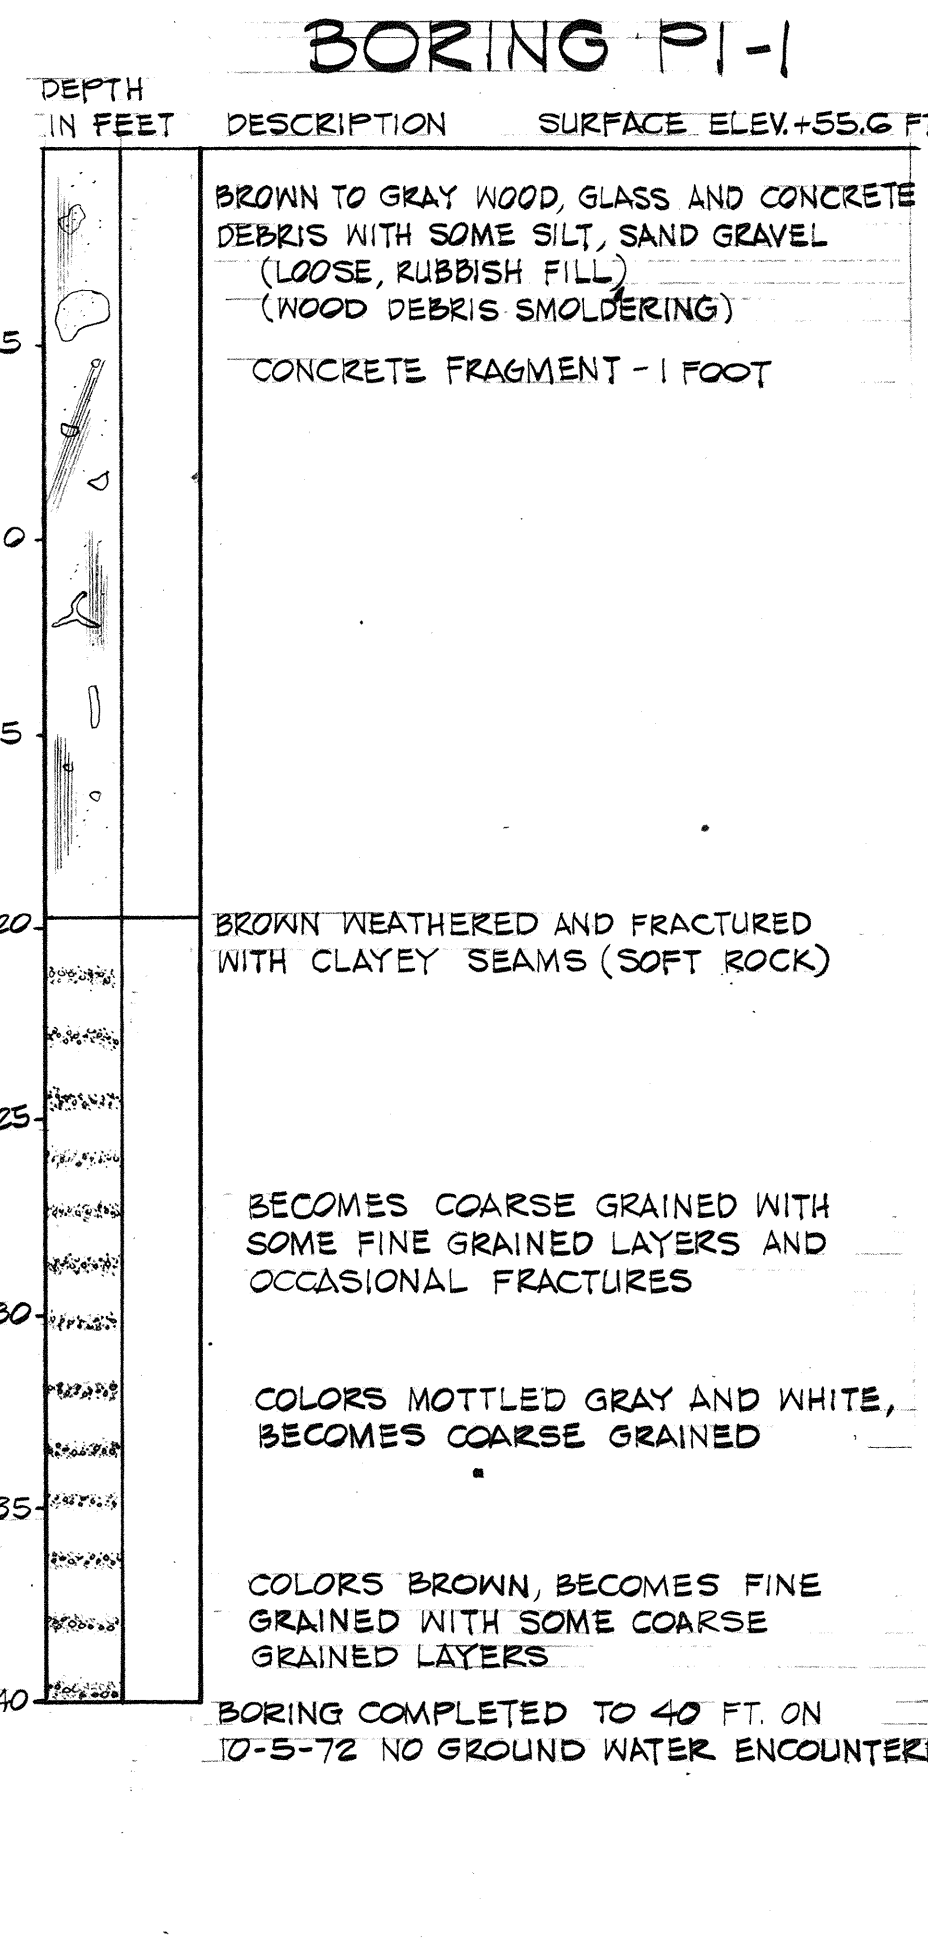 BORING P1-1
DEPTH
IN FEET DESCRIPTION SURFACE ELEV.+55.6 FT
BROWN TO GRAY WOOD, GLASS AND CONCRETE
DEBRIS WITH SOME SILT, SAND GRAVEL
(LOOSE, RUBBISH FILL)
(WOOD DEBRIS SMOLDERING)
5
CONCRETE FRAGMENT - 1 FOOT
0
5
20
BROWN WEATHERED AND FRACTURED
WITH CLAYEY SEAMS (SOFT ROCK)
25
BECOMES COARSE GRAINED WITH
SOME FINE GRAINED LAYERS AND
OCCASIONAL FRACTURES
30
COLORS MOTTLED GRAY AND WHITE,
BECOMES COARSE GRAINED
35
COLORS BROWN, BECOMES FINE
GRAINED WITH SOME COARSE
GRAINED LAYERS
40
BORING COMPLETED TO 40 FT. ON
10-5-72 NO GROUND WATER ENCOUNTER